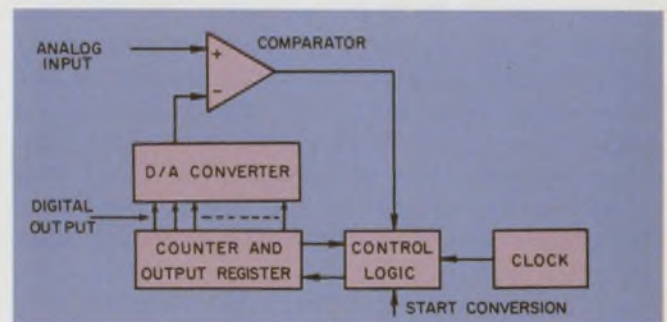 ANALOG
INPUT
COMPARATOR
+
-
D/A CONVERTER
DIGITAL
OUTPUT
COUNTER AND
OUTPUT REGISTER
CONTROL
LOGIC
CLOCK
START CONVERSION